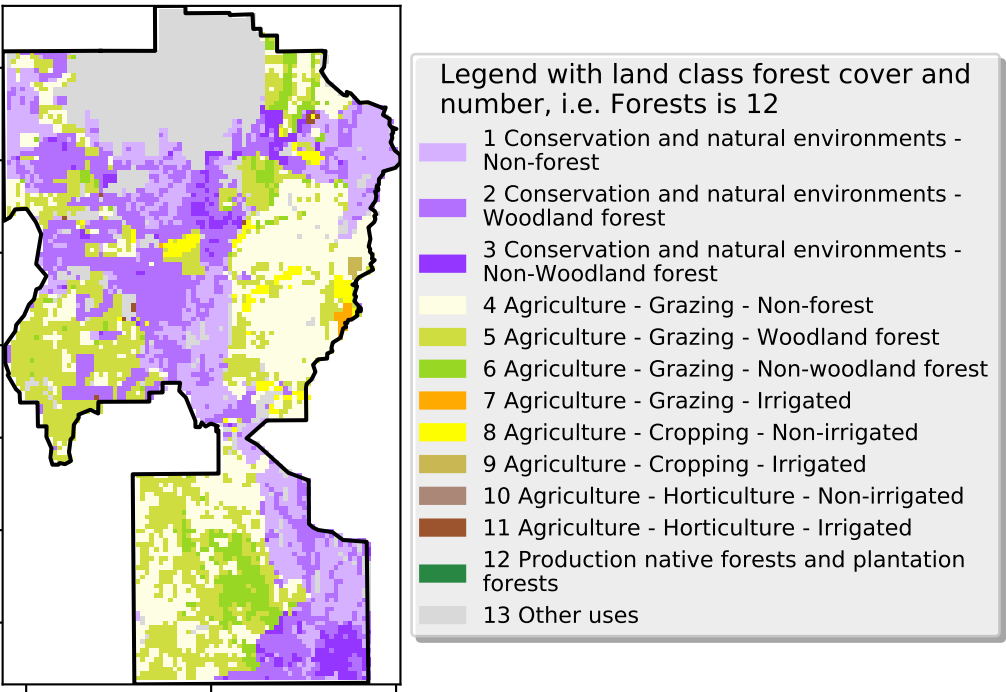 Legend with land class forest cover and
number, i.e. Forests is 12
1 Conservation and natural environments -
Non-forest
2 Conservation and natural environments -
Woodland forest
3 Conservation and natural environments -
Non-Woodland forest
4 Agriculture - Grazing - Non-forest
5 Agriculture - Grazing - Woodland forest
6 Agriculture - Grazing - Non-woodland forest
7 Agriculture - Grazing - Irrigated
8 Agriculture - Cropping - Non-irrigated
9 Agriculture - Cropping - Irrigated
10 Agriculture - Horticulture - Non-irrigated
11 Agriculture - Horticulture - Irrigated
12 Production native forests and plantation
forests
13 Other uses